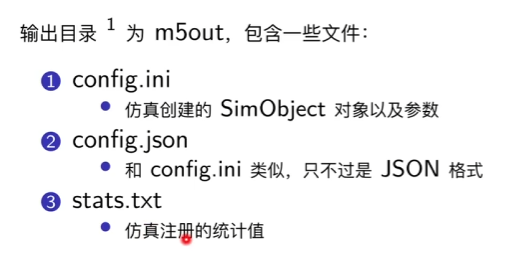 输出目录 1 为 m5out，包含一些文件：
1 config.ini
• 仿真创建的 SimObject 对象以及参数
2 config.json
• 和 config.ini 类似，只不过是 JSON 格式
3 stats.txt
• 仿真注册的统计值